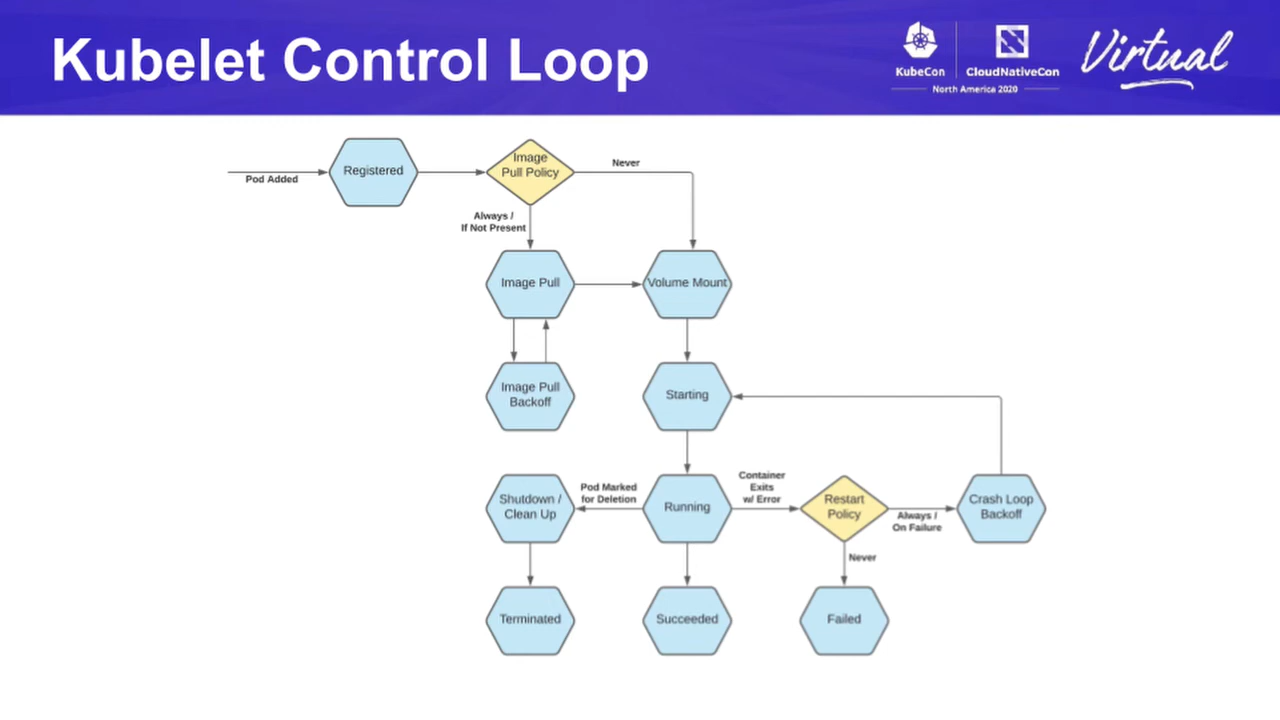 Kubelet Control Loop
KubeCon
CloudNativeCon
North America 2020
Virtual
Pod Added
Registered
Image
Pull Policy
Never
Always /
If Not Present
Image Pull
Volume Mount
Image Pull
Backoff
Starting
Shutdown /
Clean Up
Pod Marked
for Deletion
Running
Container
Exits
w/ Error
Restart
Policy
Always /
On Failure
Crash Loop
Backoff
Never
Terminated
Succeeded
Failed